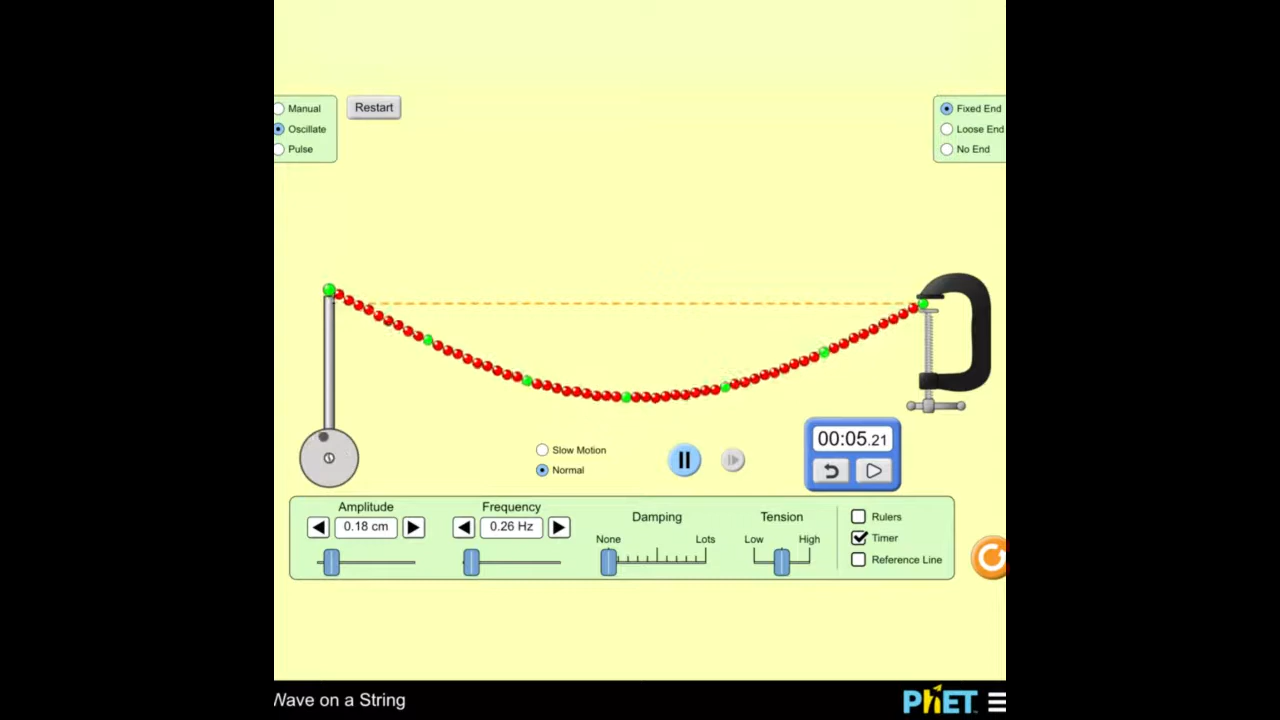 Manual
Restart
Fixed End
Oscillate
Loose End
Pulse
No End
00:05.21
Slow Motion
Normal
Amplitude
Frequency
Damping
Tension
Rulers
0.18 cm
0.26 Hz
None
Lots
Low
High
Timer
Reference Line
Wave on a String
PhET